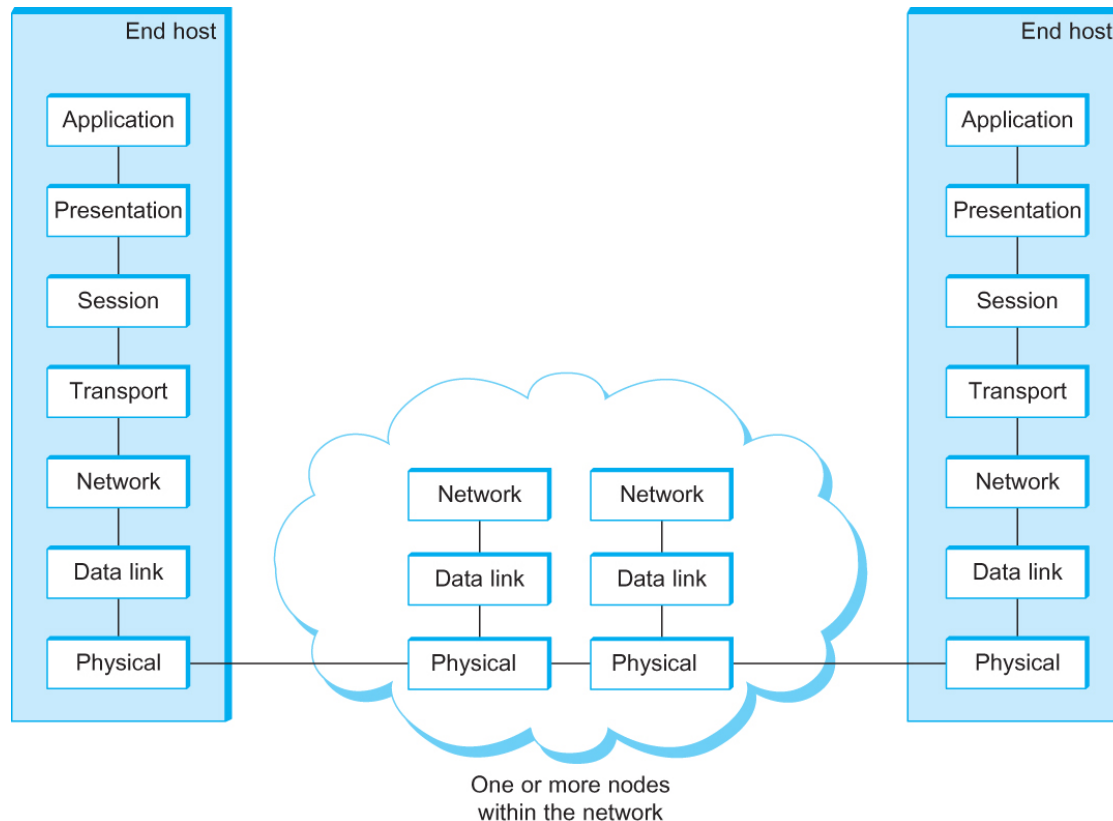 End host
Application
Presentation
Session
Transport
Network
Data link
Physical
Network
Data link
Physical
Network
Data link
Physical
One or more nodes
within the network
End host
Application
Presentation
Session
Transport
Network
Data link
Physical